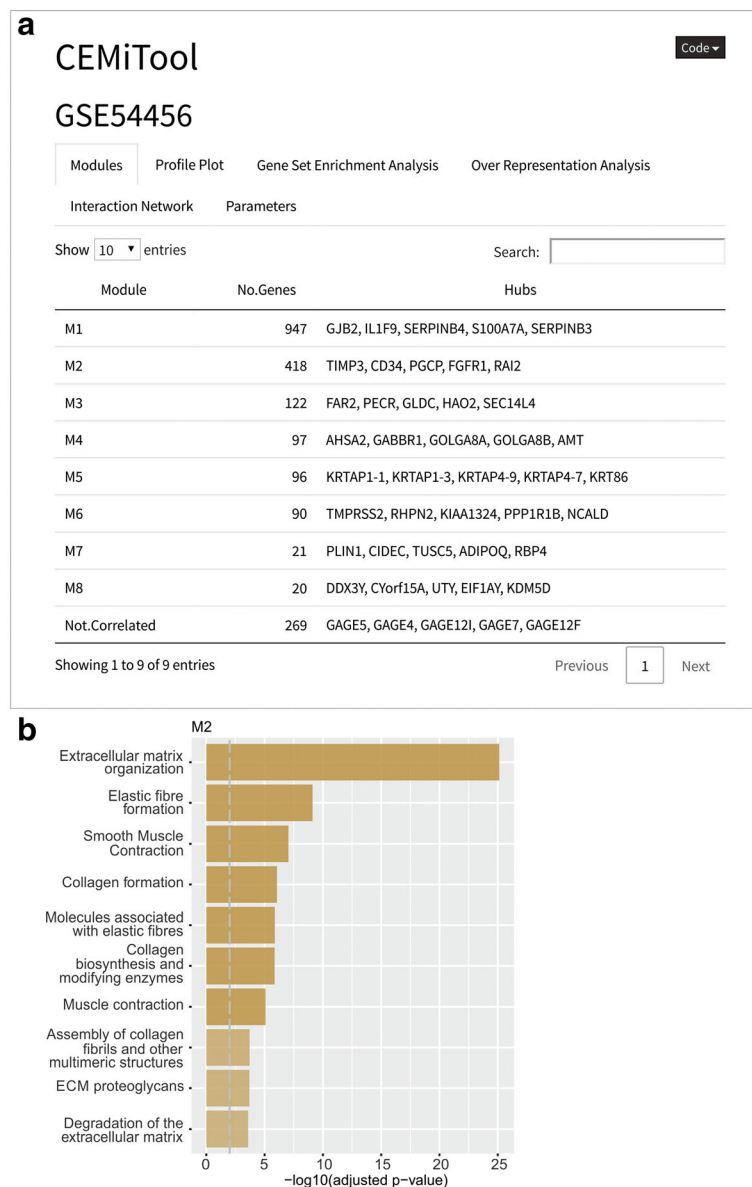 a
CEMiTool
Code
GSE54456
Modules Profile Plot Gene Set Enrichment Analysis Over Representation Analysis
Interaction Network Parameters
Show 10 entries Search:
Module No.Genes Hubs
M1 947 GJB2, IL1F9, SERPINB4, S100A7A, SERPINB3
M2 418 TIMP3, CD34, PGCP, FGFR1, RAI2
M3 122 FAR2, PECR, GLDC, HAO2, SEC14L4
M4 97 AHSA2, GABBR1, GOLGA8A, GOLGA8B, AMT
M5 96 KRTAP1-1, KRTAP1-3, KRTAP4-9, KRTAP4-7, KRT86
M6 90 TMPRSS2, RHPN2, KIAA1324, PPP1R1B, NCALD
M7 21 PLIN1, CIDEC, TUSC5, ADIPOQ, RBP4
M8 20 DDX3Y, CYorf15A, UTY, EIF1AY, KDM5D
Not.Correlated 269 GAGE5, GAGE4, GAGE12I, GAGE7, GAGE12F
Showing 1 to 9 of 9 entries Previous 1 Next
b
M2
Extracellular matrix
organization
Elastic fibre
formation
Smooth Muscle
Contraction
Collagen formation
Molecules associated
with elastic fibres
Collagen
biosynthesis and
modifying enzymes
Muscle contraction
Assembly of collagen
fibrils and other
multimeric structures
ECM proteoglycans
Degradation of the
extracellular matrix
0 5 10 15 20 25
−log10(adjusted p−value)